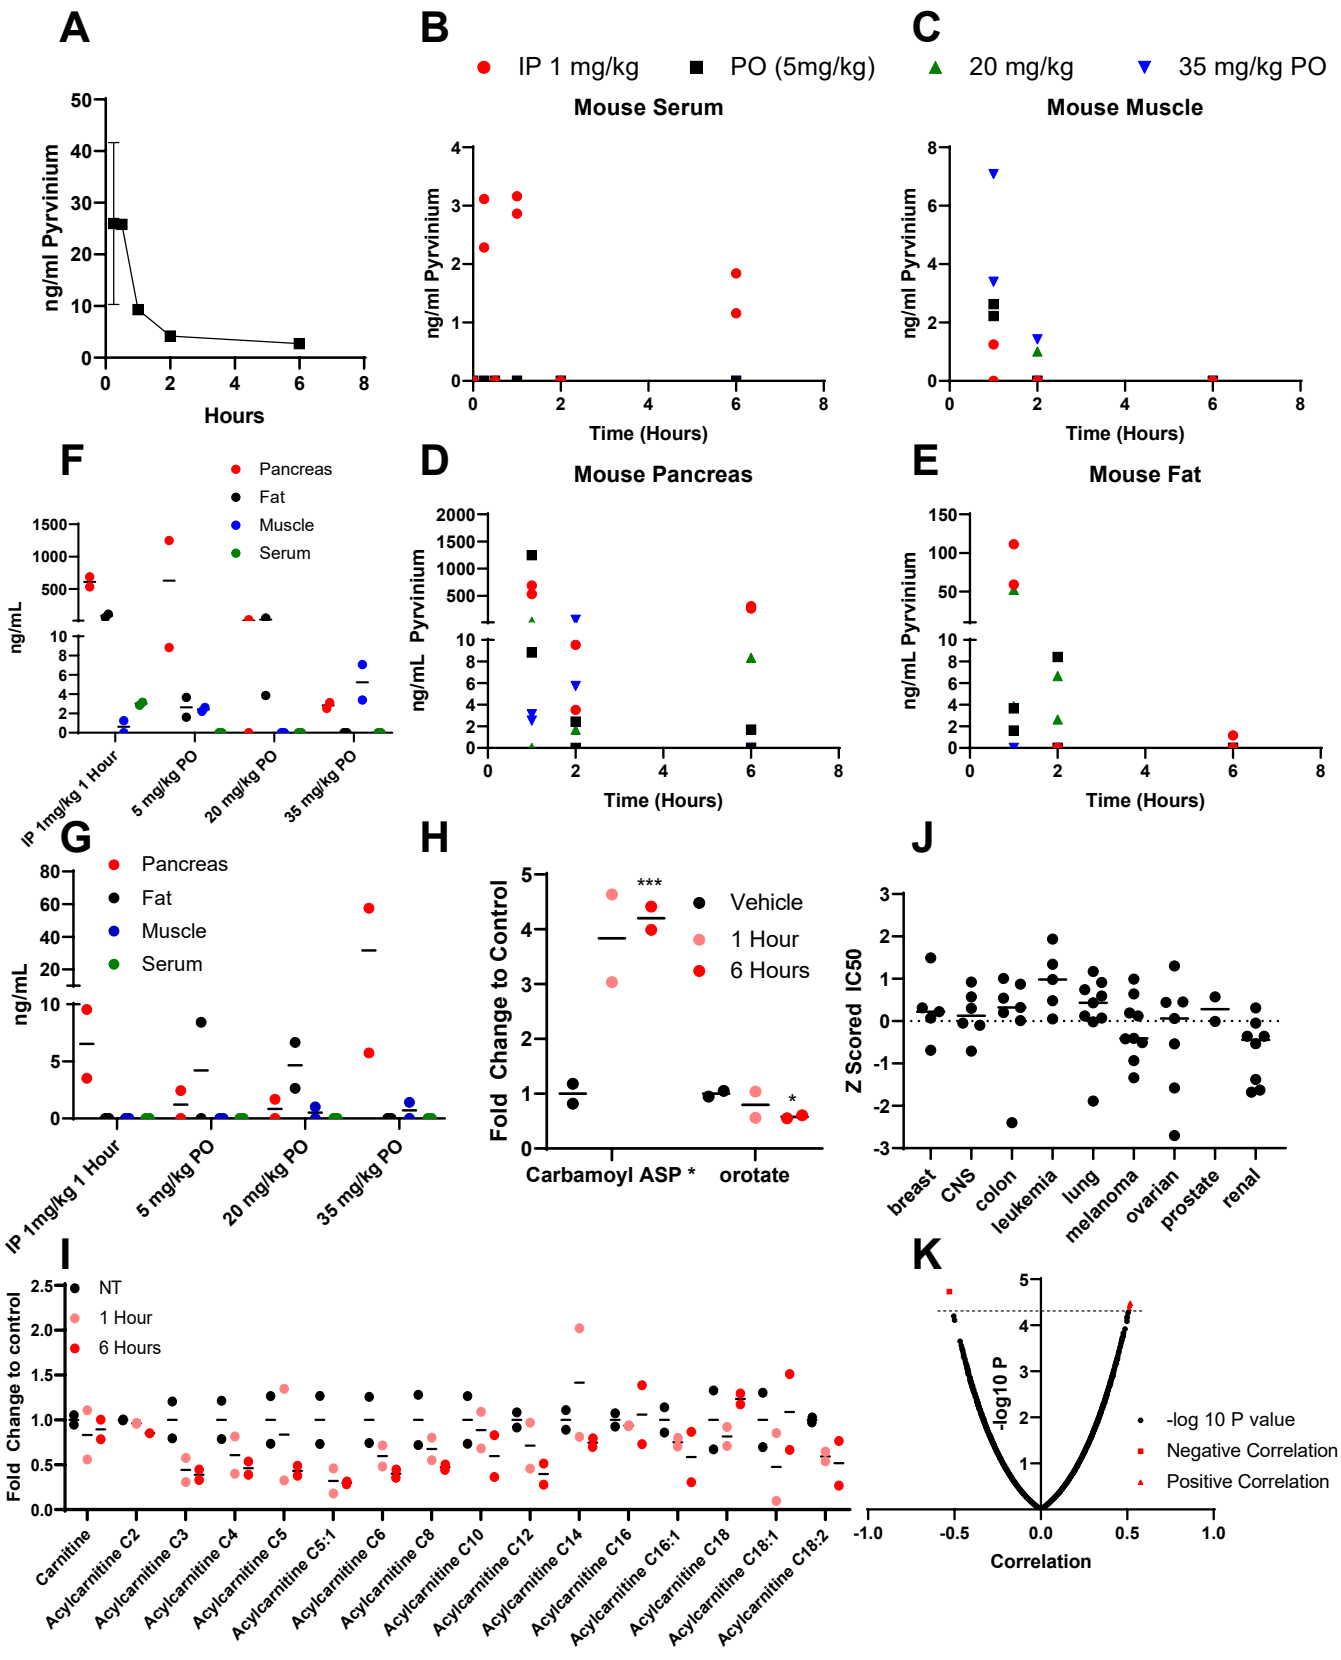 A
B
C
IP 1 mg/kg
PO (5mg/kg)
20 mg/kg
35 mg/kg PO
50
40
30
20
10
0
ng/ml Pyrvinium
0 2 4 6 8
Hours
Mouse Serum
4
3
2
1
0
ng/ml Pyrvinium
0 2 4 6 8
Time (Hours)
Mouse Muscle
8
6
4
2
0
ng/ml Pyrvinium
0 2 4 6 8
Time (Hours)
F
Pancreas
Fat
Muscle
Serum
1500
1000
500
10
8
6
4
2
0
ng/mL
IP 1mg/kg 1 Hour
5 mg/kg PO
20 mg/kg PO
35 mg/kg PO
D
Mouse Pancreas
2000
1500
1000
500
10
8
6
4
2
0
ng/mL Pyrvinium
0 2 4 6 8
Time (Hours)
E
Mouse Fat
150
100
50
10
8
6
4
2
0
ng/mL Pyrvinium
0 2 4 6 8
Time (Hours)
G
Pancreas
Fat
Muscle
Serum
80
60
40
20
10
5
0
ng/mL
IP 1mg/kg 1 Hour
5 mg/kg PO
20 mg/kg PO
35 mg/kg PO
H
5
4
3
2
1
0
Fold Change to Control
***
*
Vehicle
1 Hour
6 Hours
Carbamoyl ASP * orotate
J
3
2
1
0
-1
-2
-3
Z Scored IC50
breast
CNS
colon
leukemia
lung
melanoma
ovarian
prostate
renal
I
NT
1 Hour
6 Hours
2.5
2.0
1.5
1.0
0.5
0.0
Fold Change to control
Carnitine
Acylcarnitine C2
Acylcarnitine C3
Acylcarnitine C4
Acylcarnitine C5
Acylcarnitine C5:1
Acylcarnitine C6
Acylcarnitine C8
Acylcarnitine C10
Acylcarnitine C12
Acylcarnitine C14
Acylcarnitine C16
Acylcarnitine C16:1
Acylcarnitine C18
Acylcarnitine C18:1
Acylcarnitine C18:2
K
5
4
3
2
1
-log10 P
-log 10 P value
Negative Correlation
Positive Correlation
-1.0 -0.5 0.0 0.5 1.0
Correlation